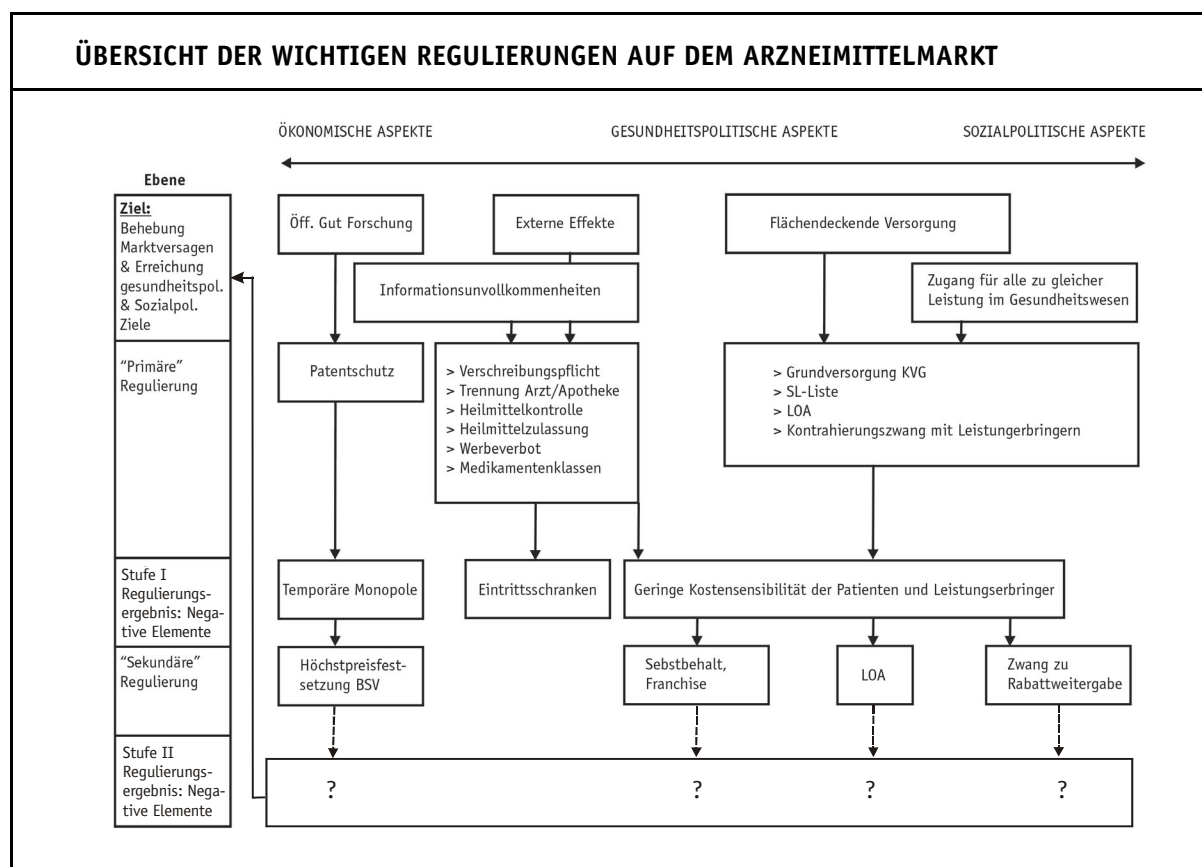 ÜBERSICHT DER WICHTIGEN REGULIERUNGEN AUF DEM ARZNEIMITTELMARKT
ÖKONOMISCHE ASPEKTE
GESUNDHEITSPOLITISCHE ASPEKTE
SOZIALPOLITISCHE ASPEKTE
Ebene
Ziel:
Behebung
Marktversagen
& Erreichung
gesundheitspol.
& Sozialpol.
Ziele
Öff. Gut Forschung
Externe Effekte
Flächendeckende Versorgung
Informationsunvollkommenheiten
Zugang für alle zu gleicher
Leistung im Gesundheitswesen
“Primäre”
Regulierung
Patentschutz
> Verschreibungspflicht
> Trennung Arzt/Apotheke
> Heilmittelkontrolle
> Heilmittelzulassung
> Werbeverbot
> Medikamentenklassen
> Grundversorgung KVG
> SL-Liste
> LOA
> Kontrahierungszwang mit Leistungerbringern
Stufe I
Regulierungs-
ergebnis: Nega-
tive Elemente
Temporäre Monopole
Eintrittsschranken
Geringe Kostensensibilität der Patienten und Leistungserbringer
“Sekundäre”
Regulierung
Höchstpreisfest-
setzung BSV
Sebstbehalt,
Franchise
LOA
Zwang zu
Rabattweitergabe
Stufe II
Regulierungs-
ergebnis: Nega-
tive Elemente
?
?
?
?